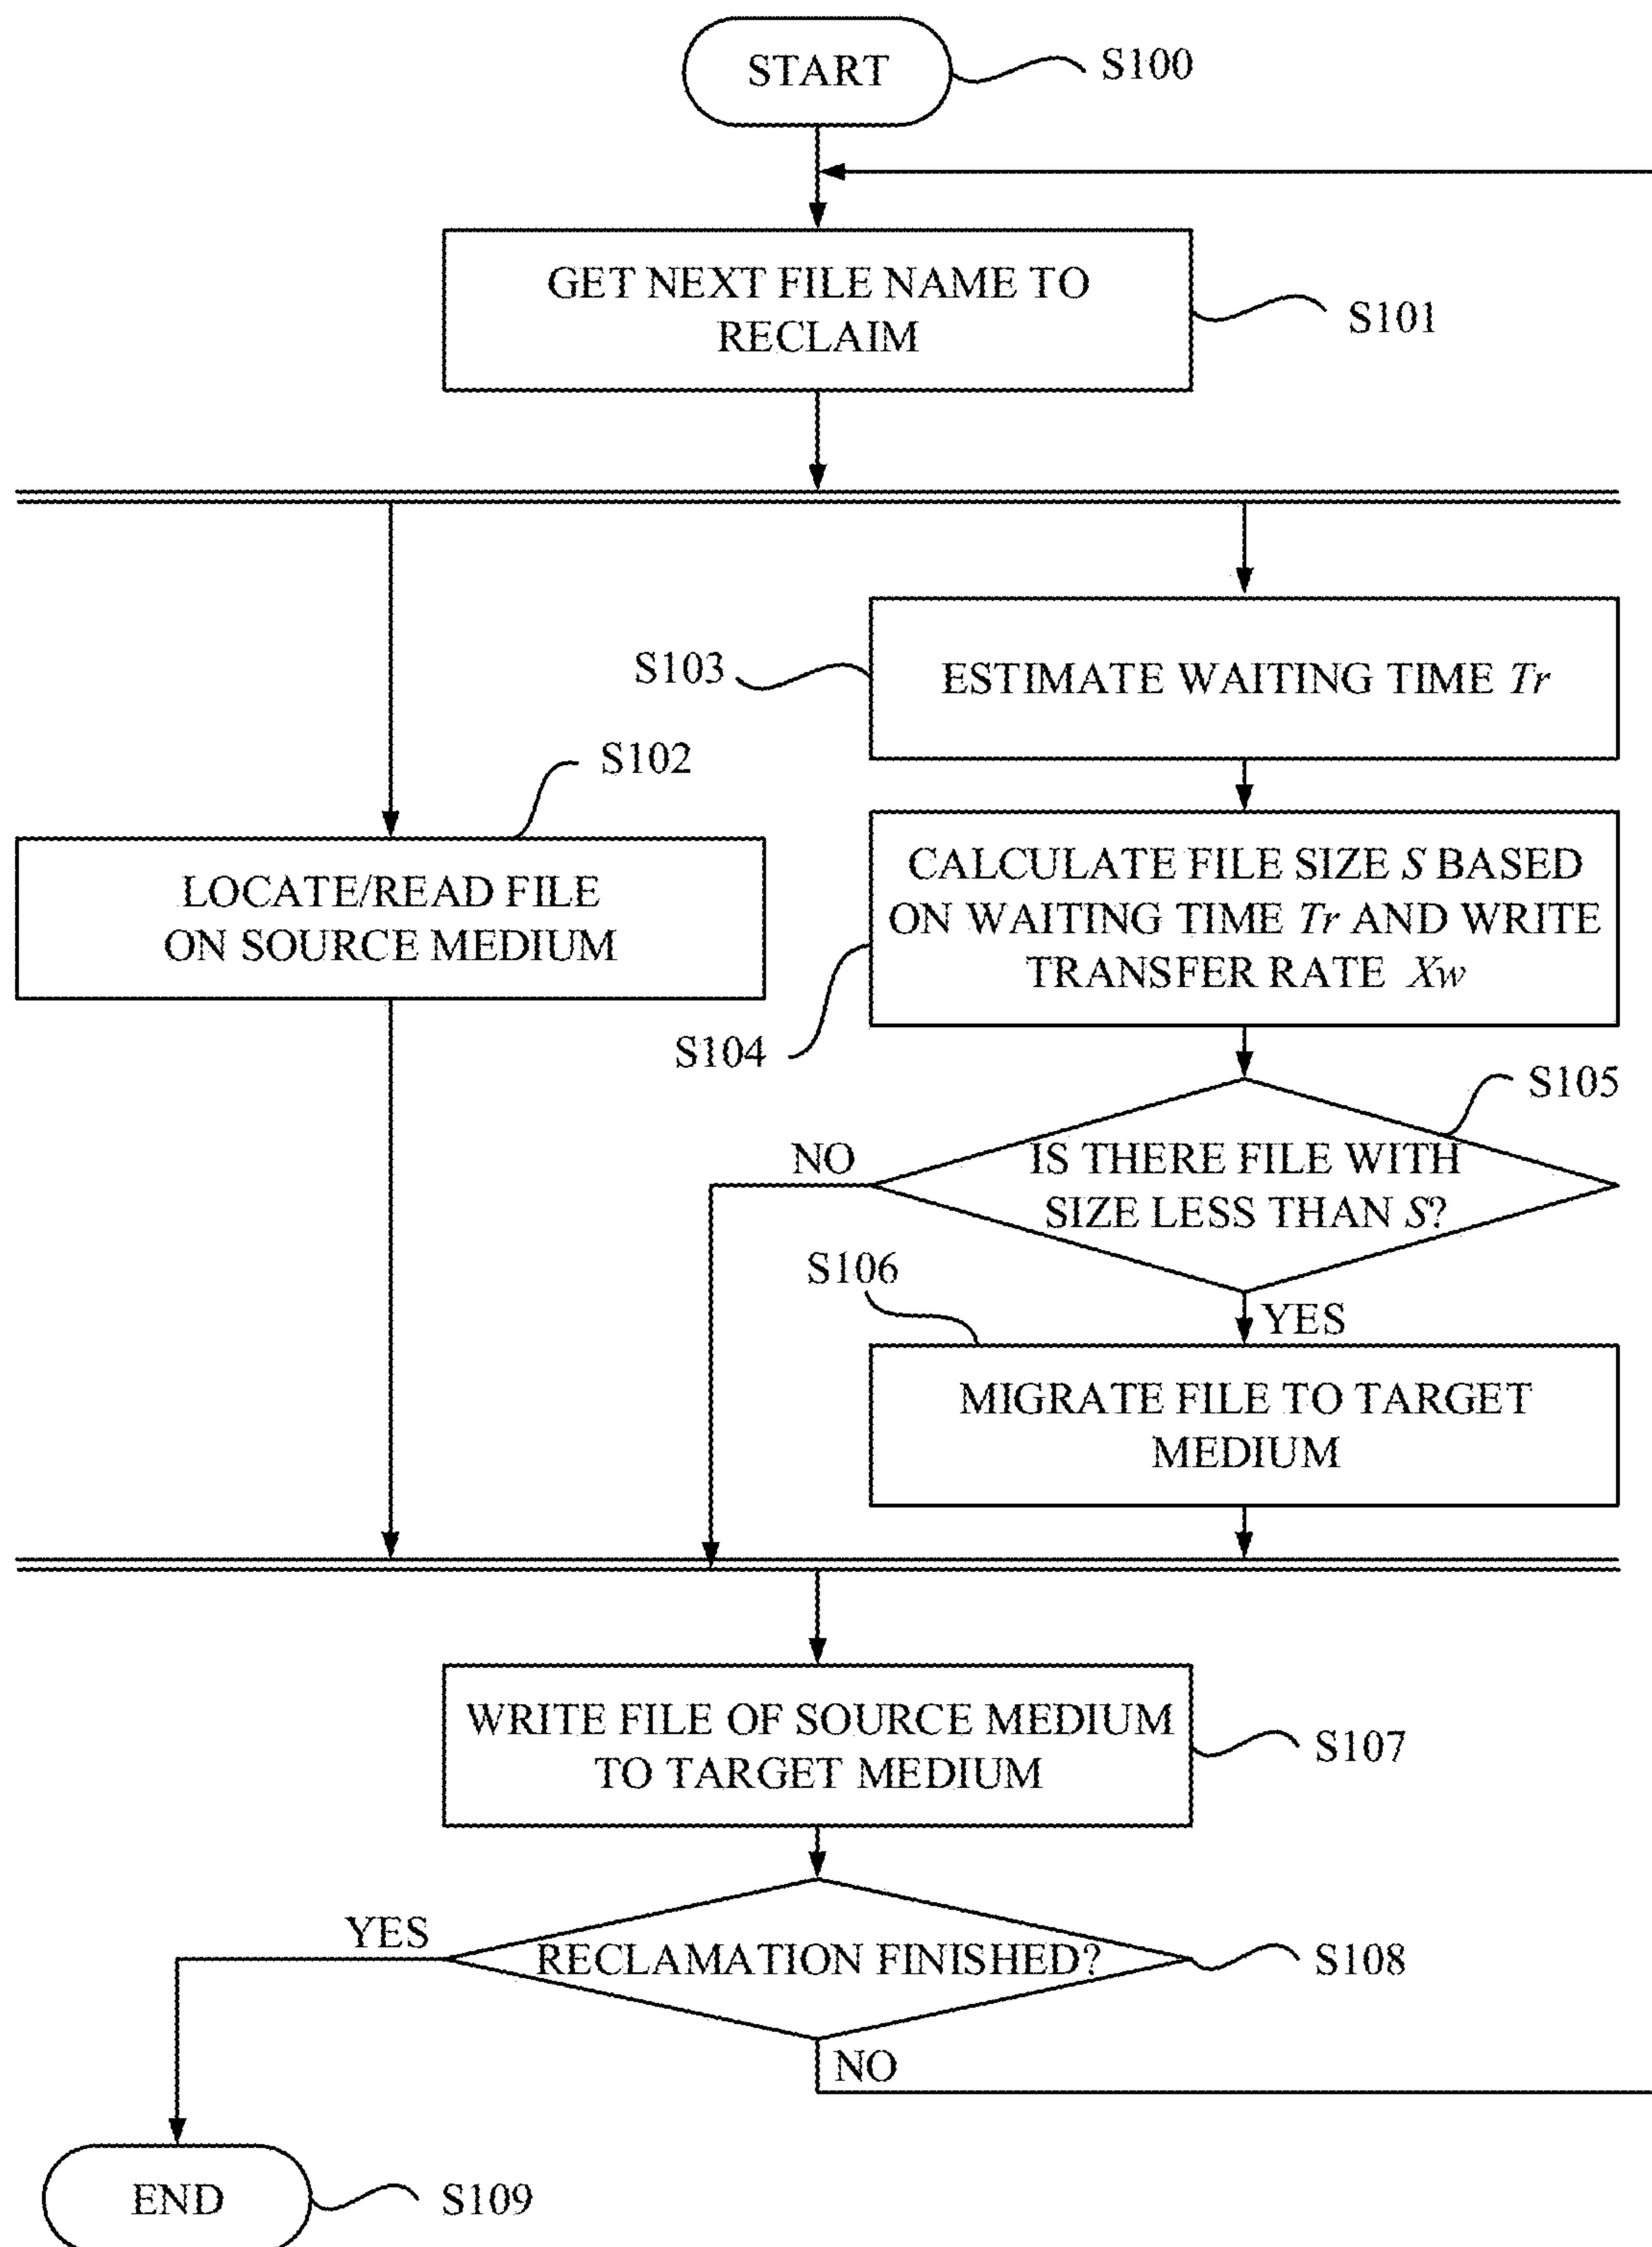 START
S100
GET NEXT FILE NAME TO
RECLAIM
S101
S103
ESTIMATE WAITING TIME Tr
S102
LOCATE/READ FILE
ON SOURCE MEDIUM
CALCULATE FILE SIZE S BASED
ON WAITING TIME Tr AND WRITE
TRANSFER RATE Xw
S104
S105
NO
IS THERE FILE WITH
SIZE LESS THAN S?
S106
YES
MIGRATE FILE TO TARGET
MEDIUM
WRITE FILE OF SOURCE MEDIUM
TO TARGET MEDIUM
S107
YES
RECLAMATION FINISHED?
S108
NO
END
S109